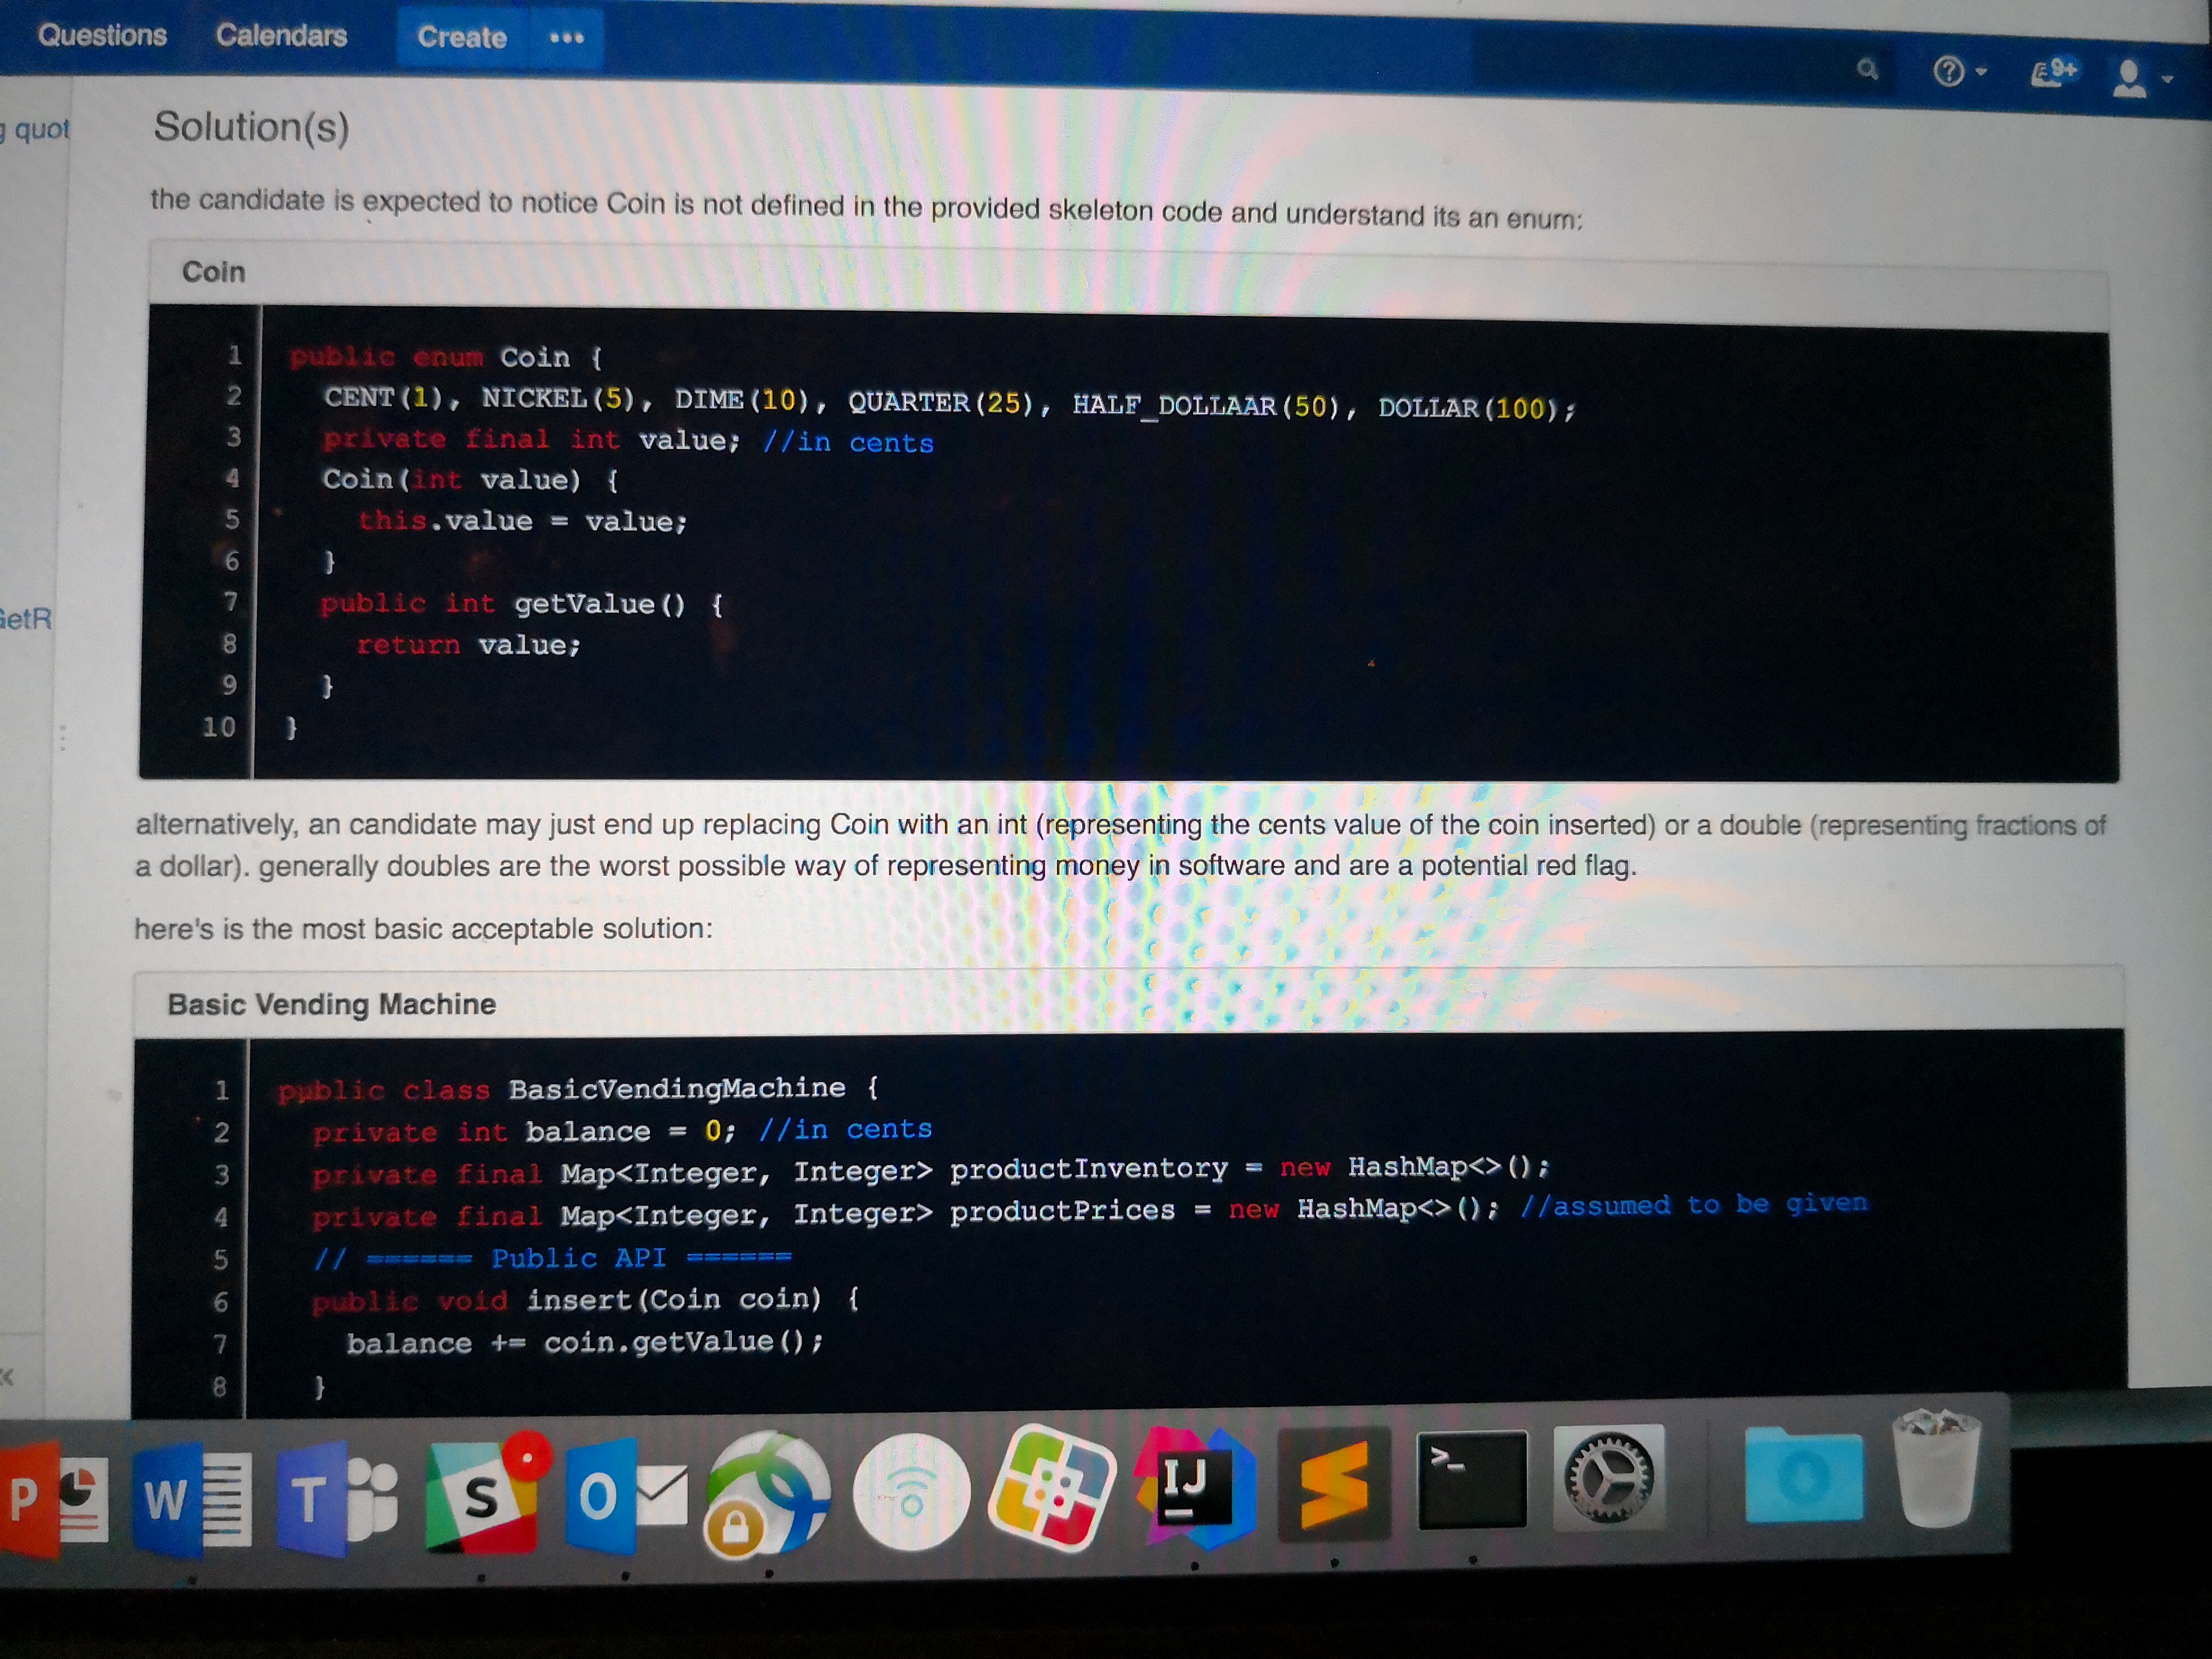 Questions Calendars Create •••
9+
g quot
Solution(s)
the candidate is expected to notice Coin is not defined in the provided skeleton code and understand its an enum:
Coin
1 public enum Coin {
2 CENT(1), NICKEL(5), DIME(10), QUARTER(25), HALF_DOLLAAR(50), DOLLAR(100);
3 private final int value; //in cents
4 Coin(int value) {
5 this.value = value;
6 }
7 public int getValue() {
GetR
8 return value;
9 }
10 }
alternatively, an candidate may just end up replacing Coin with an int (representing the cents value of the coin inserted) or a double (representing fractions of
a dollar). generally doubles are the worst possible way of representing money in software and are a potential red flag.
here's is the most basic acceptable solution:
Basic Vending Machine
1 public class BasicVendingMachine {
2 private int balance = 0; //in cents
3 private final Map<Integer, Integer> productInventory = new HashMap<>();
4 private final Map<Integer, Integer> productPrices = new HashMap<>(); //assumed to be given
5 // ====== Public API ======
6 public void insert(Coin coin) {
7 balance += coin.getValue();
8 }
P W T S O IJ >_